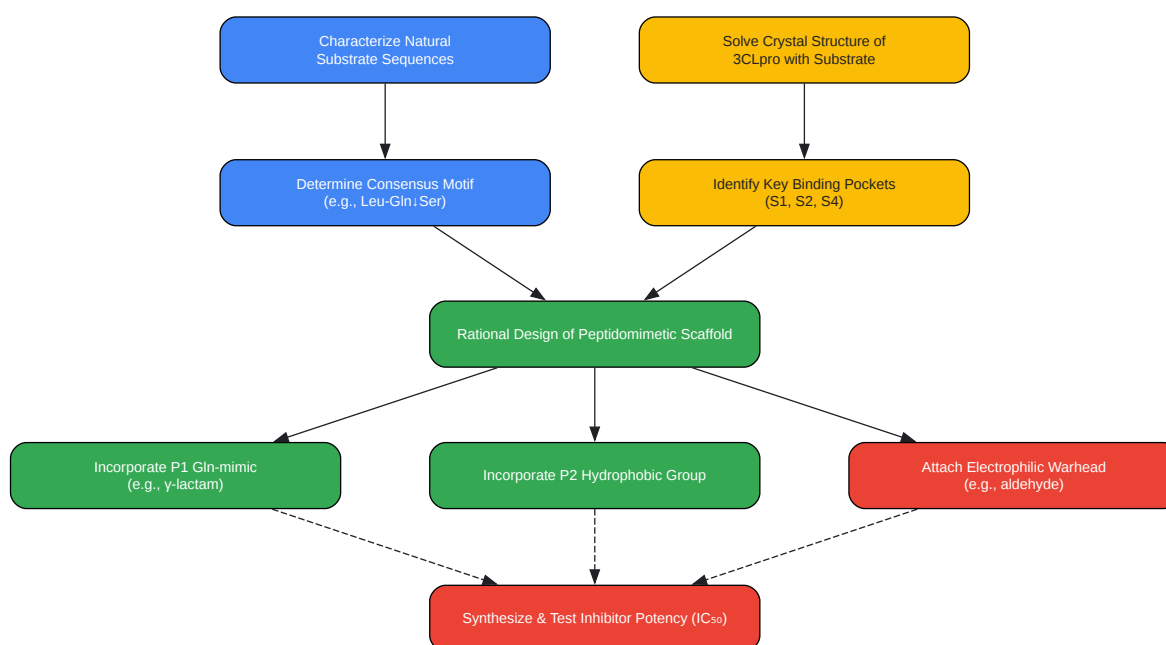 Characterize Natural
Substrate Sequences
Solve Crystal Structure of
3CLpro with Substrate
Determine Consensus Motif
(e.g., Leu-Gln↓Ser)
Identify Key Binding Pockets
(S1, S2, S4)
Rational Design of Peptidomimetic Scaffold
Incorporate P1 Gln-mimic
(e.g., γ-lactam)
Incorporate P2 Hydrophobic Group
Attach Electrophilic Warhead
(e.g., aldehyde)
Synthesize & Test Inhibitor Potency (IC₅₀)